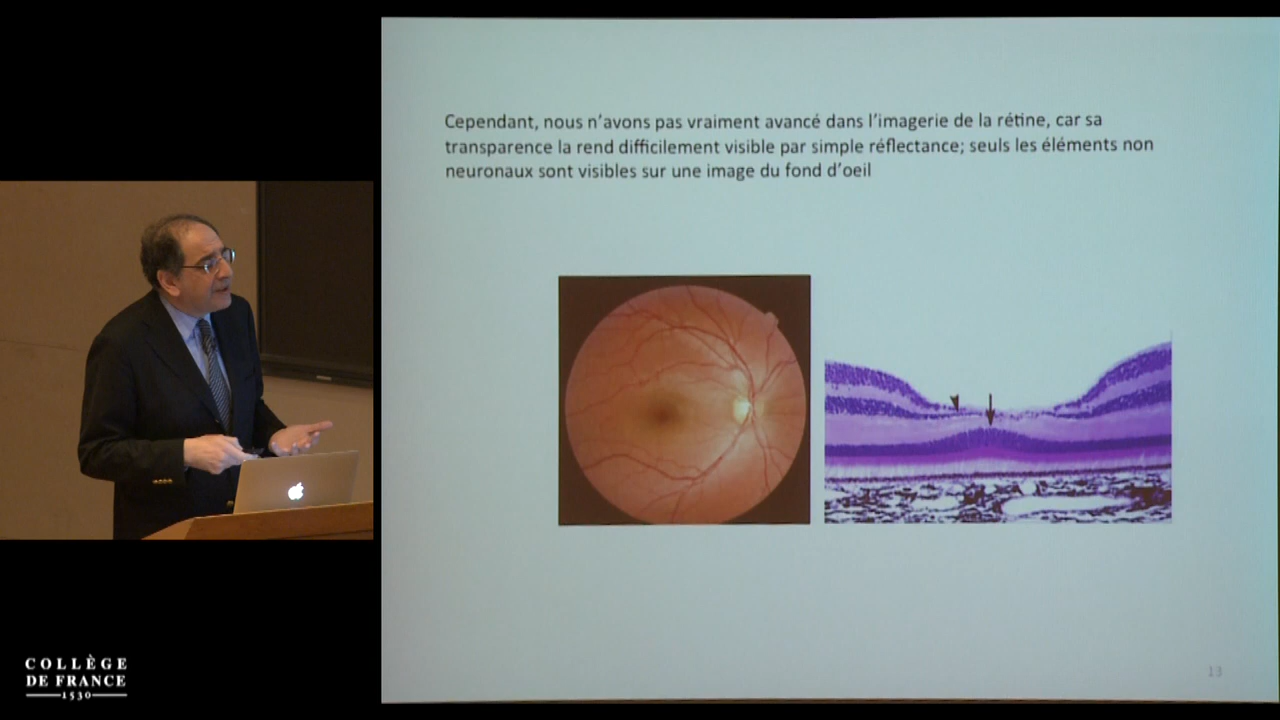 Cependant, nous n'avons pas vraiment avancé dans l'imagerie de la rétine, car sa
transparence la rend difficilement visible par simple réflectance; seuls les éléments non
neuronaux sont visibles sur une image du fond d'oeil
13
COLLÈGE
DE FRANCE
1530